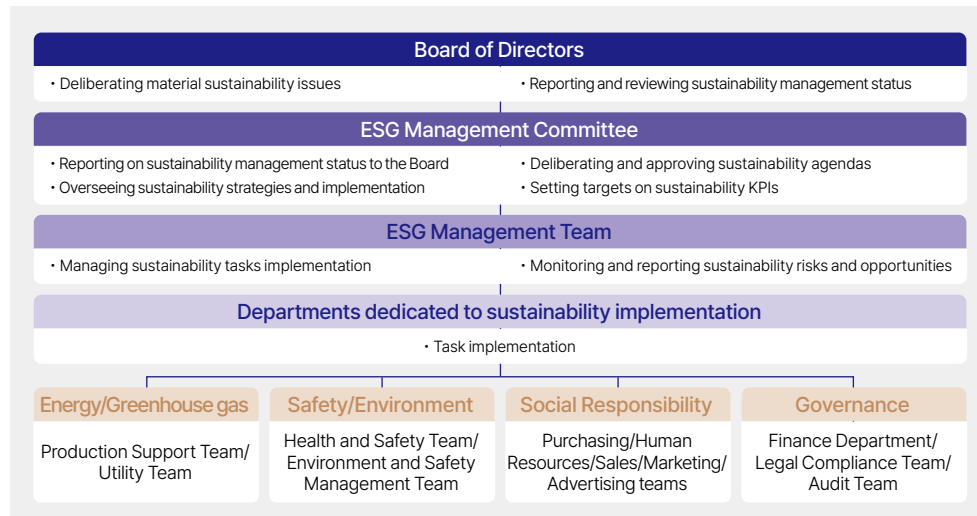 Board of Directors
• Deliberating material sustainability issues
• Reporting and reviewing sustainability management status
ESG Management Committee
• Reporting on sustainability management status to the Board
• Overseeing sustainability strategies and implementation
• Deliberating and approving sustainability agendas
• Setting targets on sustainability KPIs
ESG Management Team
• Managing sustainability tasks implementation
• Monitoring and reporting sustainability risks and opportunities
Departments dedicated to sustainability implementation
• Task implementation
Energy/Greenhouse gas
Production Support Team/
Utility Team
Safety/Environment
Health and Safety Team/
Environment and Safety
Management Team
Social Responsibility
Purchasing/Human
Resources/Sales/Marketing/
Advertising teams
Governance
Finance Department/
Legal Compliance Team/
Audit Team